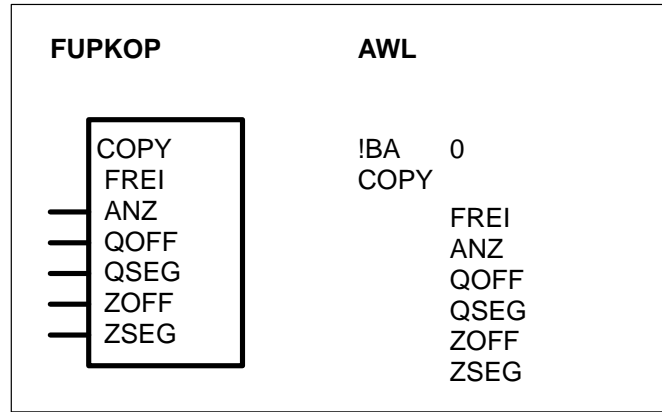 FUPKOP AWL
COPY
FREI
ANZ
QOFF
QSEG
ZOFF
ZSEG
!BA 0
COPY
FREI
ANZ
QOFF
QSEG
ZOFF
ZSEG